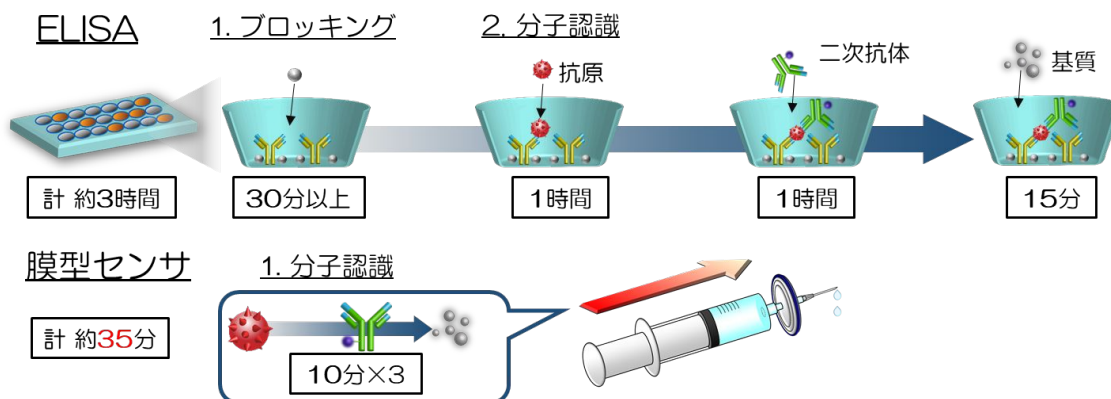 ELISA
1. ブロッキング
2. 分子認識
抗原
二次抗体
基質
計 約3時間
30分以上
1時間
1時間
15分
膜型センサ
1. 分子認識
計 約35分
10分×3